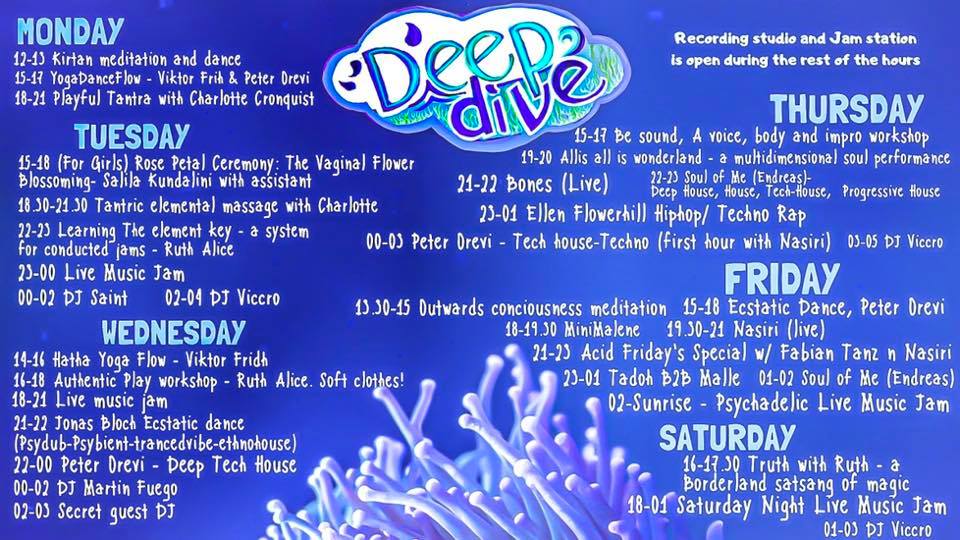 Deep dive
Recording studio and Jam station
is open during the rest of the hours
MONDAY
12-13 Kirtan meditation and dance
15-17 YogaDanceFlow - Viktor Frih & Peter Orevi
18-21 Playful Tantra with Charlotte Cronquist
TUESDAY
15-18 (For Girls) Rose Petal Ceremony: The Vaginal Flower
Blossoming- Salila Kundalini with assistant
18.30-21.30 Tantric elemental massage with Charlotte
22-23 Learning The element key - a system
for conducted jams - Ruth Alice
23-00 Live Music Jam
00-02 DJ Saint 02-04 DJ Viccro
WEDNESDAY
14-16 Hatha Yoga Flow - Viktor Fridh
16-18 Authentic Play workshop - Ruth Alice. Soft clothes!
18-21 Live music jam
21-22 Jonas Bloch Ecstatic dance
(Psydub-Psybient-trancedvibe-ethnohouse)
22-00 Peter Orevi - Deep Tech House
00-02 DJ Martin Fuego
02-03 Secret guest DJ
THURSDAY
15-17 Be sound, A voice, body and impro workshop
19-20 Allis all is wonderland - a multidimensional soul performance
21-22 Bones (Live)
22-23 Soul of Me (Endreas)-
Deep House, House, Tech-House, Progressive House
23-01 Ellen Flowerhill Hiphop/ Techno Rap
00-03 Peter Orevi - Tech house-Techno (first hour with Nasiri) 03-05 DJ Viccro
FRIDAY
13.30-15 Outwards conciousness meditation 15-18 Ecstatic Dance, Peter Orevi
18-19.30 MiniMalene 19.30-21 Nasiri (live)
21-23 Acid Friday's Special w/ Fabian Tanz n Nasiri
23-01 Tadoh B2B Malle 01-02 Soul of Me (Endreas)
02-Sunrise - Psychadelic Live Music Jam
SATURDAY
16-17.30 Truth with Ruth - a
Borderland satsang of magic
18-01 Saturday Night Live Music Jam
01-03 DJ Viccro